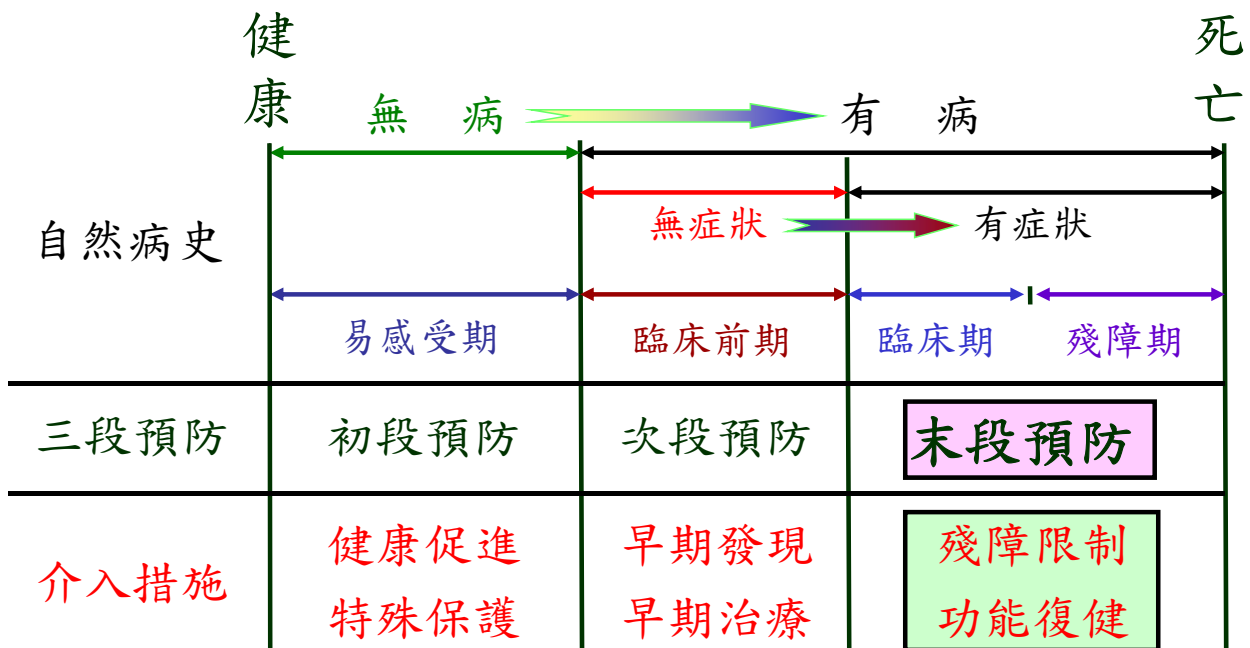 健康
死亡
無 病
有 病
自然病史
無症狀
有症狀
易感受期
臨床前期
臨床期
殘障期
三段預防
初段預防
次段預防
末段預防
介入措施
健康促進
特殊保護
早期發現
早期治療
殘障限制
功能復健